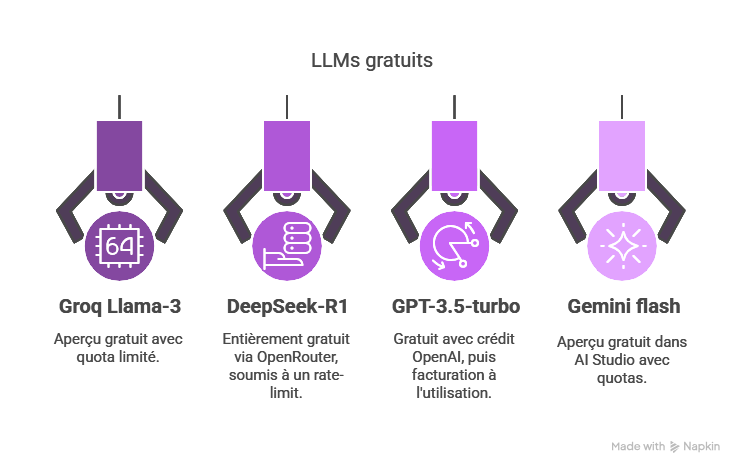 LLMs gratuits
64
Groq Llama-3
Aperçu gratuit avec
quota limité.
DeepSeek-R1
Entièrement gratuit
via OpenRouter,
soumis à un rate-
limit.
GPT-3.5-turbo
Gratuit avec crédit
OpenAI, puis
facturation à
l'utilisation.
Gemini flash
Aperçu gratuit dans
AI Studio avec
quotas.
Made with Napkin